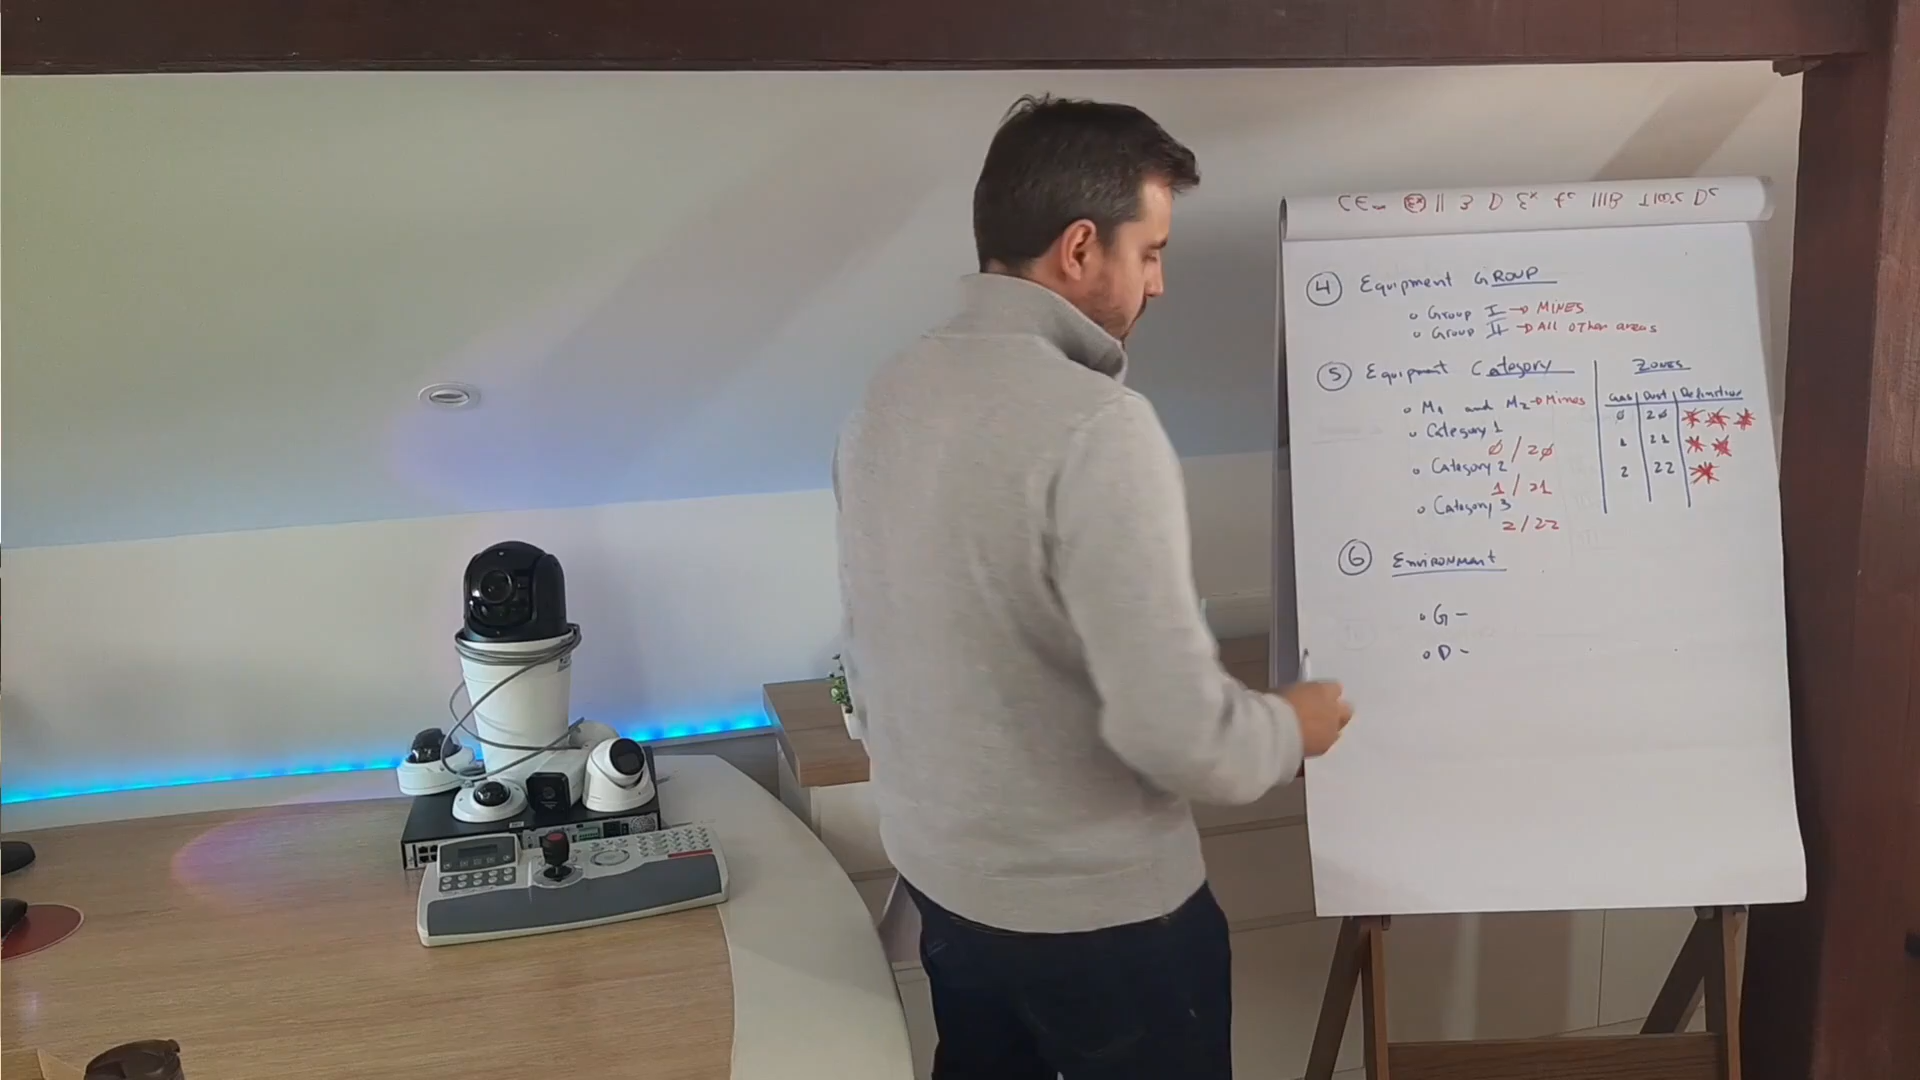 CE Ex II 3 D Ex tc IIIB T100°C Dc
4 Equipment GROUP
Group I → MINES
Group II → All other areas
5 Equipment Category
M1 and M2 → Mines
Category 1
0 / 20
Category 2
1 / 21
Category 3
2 / 22
ZONES
Gas Dust Definition
0 20
1 21
2 22
6 Environment
G -
D -